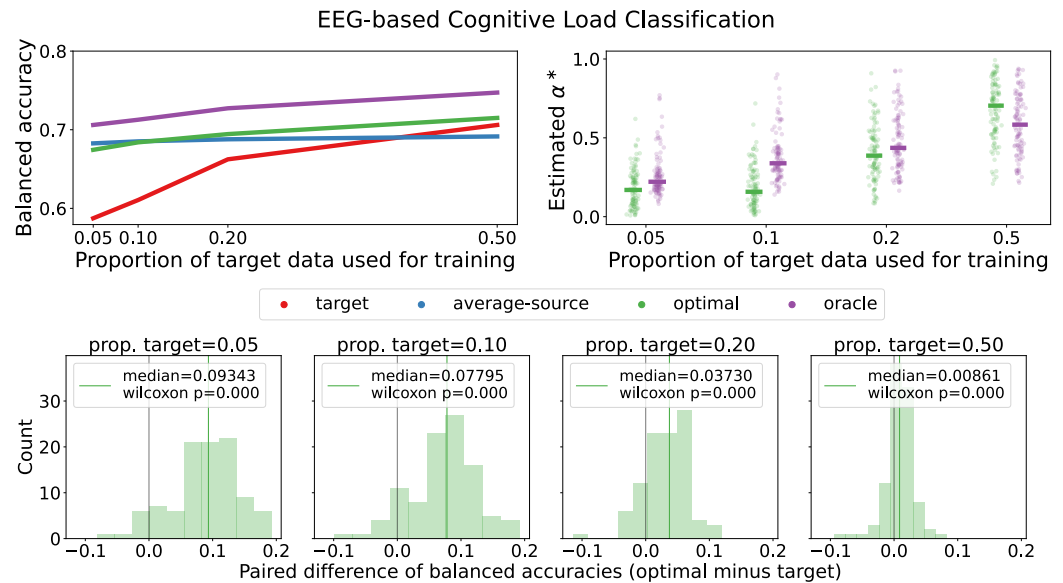 EEG-based Cognitive Load Classification
Balanced accuracy
0.8
0.7
0.6
0.05 0.10 0.20 0.50
Proportion of target data used for training
Estimated α*
1.0
0.5
0.0
0.05 0.1 0.2 0.5
Proportion of target data used for training
target average-source optimal oracle
prop. target=0.05
median=0.09343
wilcoxon p=0.000
Count
30
20
10
0
−0.1 0.0 0.1 0.2
prop. target=0.10
median=0.07795
wilcoxon p=0.000
−0.1 0.0 0.1 0.2
prop. target=0.20
median=0.03730
wilcoxon p=0.000
−0.1 0.0 0.1 0.2
prop. target=0.50
median=0.00861
wilcoxon p=0.000
−0.1 0.0 0.1 0.2
Paired difference of balanced accuracies (optimal minus target)